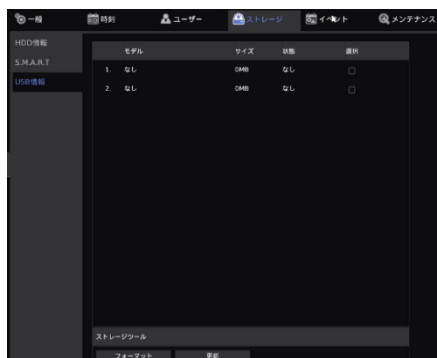 一般 時刻 ユーザー ストレージ イベント メンテナンス
HDD情報
S.M.A.R.T
USB情報
モデル サイズ 状態 選択
1. なし 0MB なし
2. なし 0MB なし
ストレージツール
フォーマット 更新